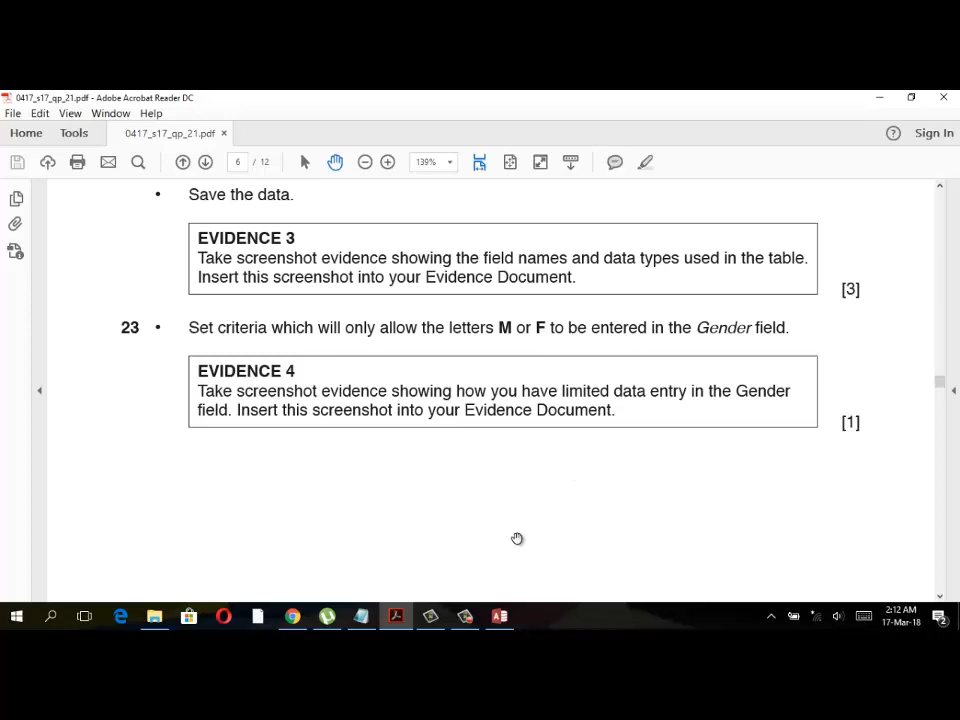 0417_s17_qp_21.pdf - Adobe Acrobat Reader DC
File Edit View Window Help
Home Tools 0417_s17_qp_21.pdf × Sign In
6 / 12 139%
• Save the data.
EVIDENCE 3
Take screenshot evidence showing the field names and data types used in the table.
Insert this screenshot into your Evidence Document.
[3]
23 • Set criteria which will only allow the letters M or F to be entered in the Gender field.
EVIDENCE 4
Take screenshot evidence showing how you have limited data entry in the Gender
field. Insert this screenshot into your Evidence Document.
[1]
2:12 AM
17-Mar-18
2